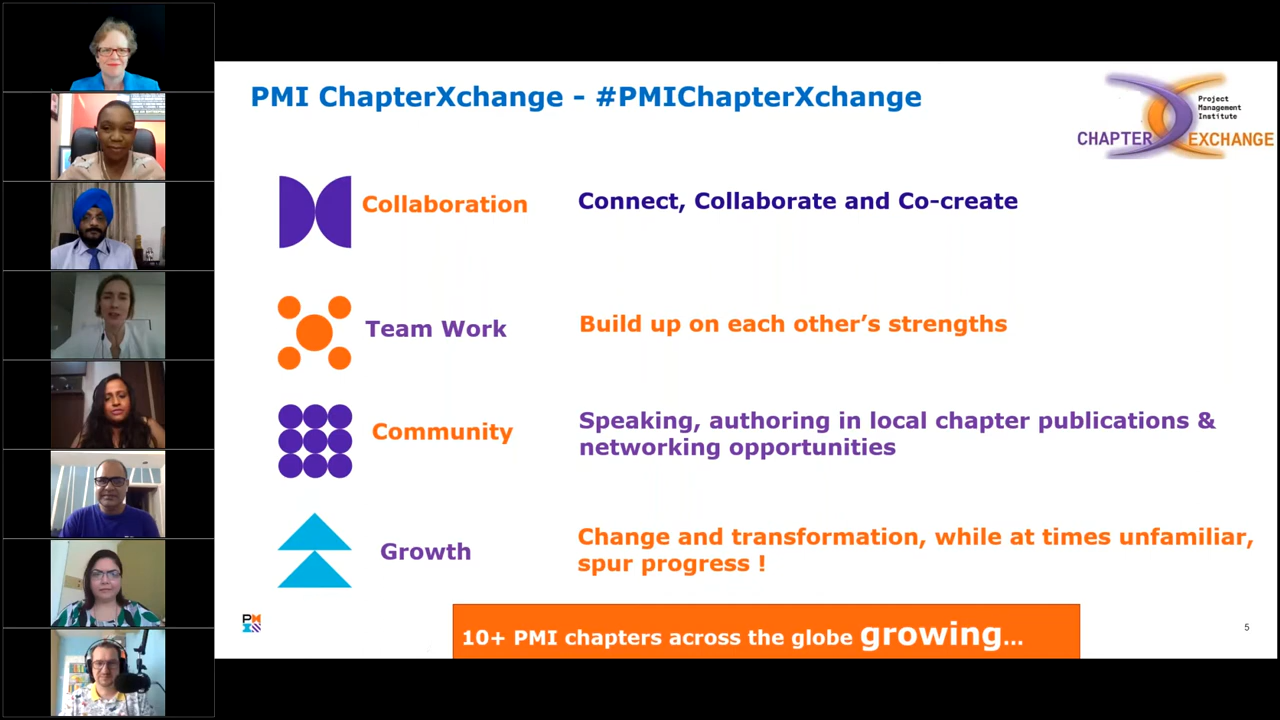 PMI ChapterXchange - #PMIChapterXchange
Project
Management
Institute
CHAPTER EXCHANGE
Collaboration
Connect, Collaborate and Co-create
Team Work
Build up on each other's strengths
Community
Speaking, authoring in local chapter publications &
networking opportunities
Growth
Change and transformation, while at times unfamiliar,
spur progress !
PMI
10+ PMI chapters across the globe growing...
5